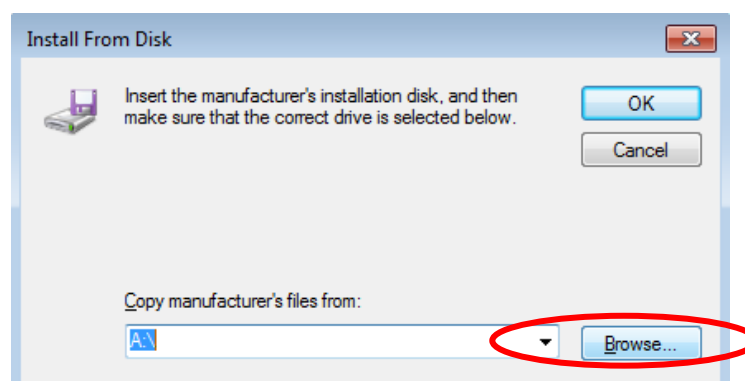 Install From Disk
Insert the manufacturer's installation disk, and then
make sure that the correct drive is selected below.
OK
Cancel
Copy manufacturer's files from:
A:\
Browse...